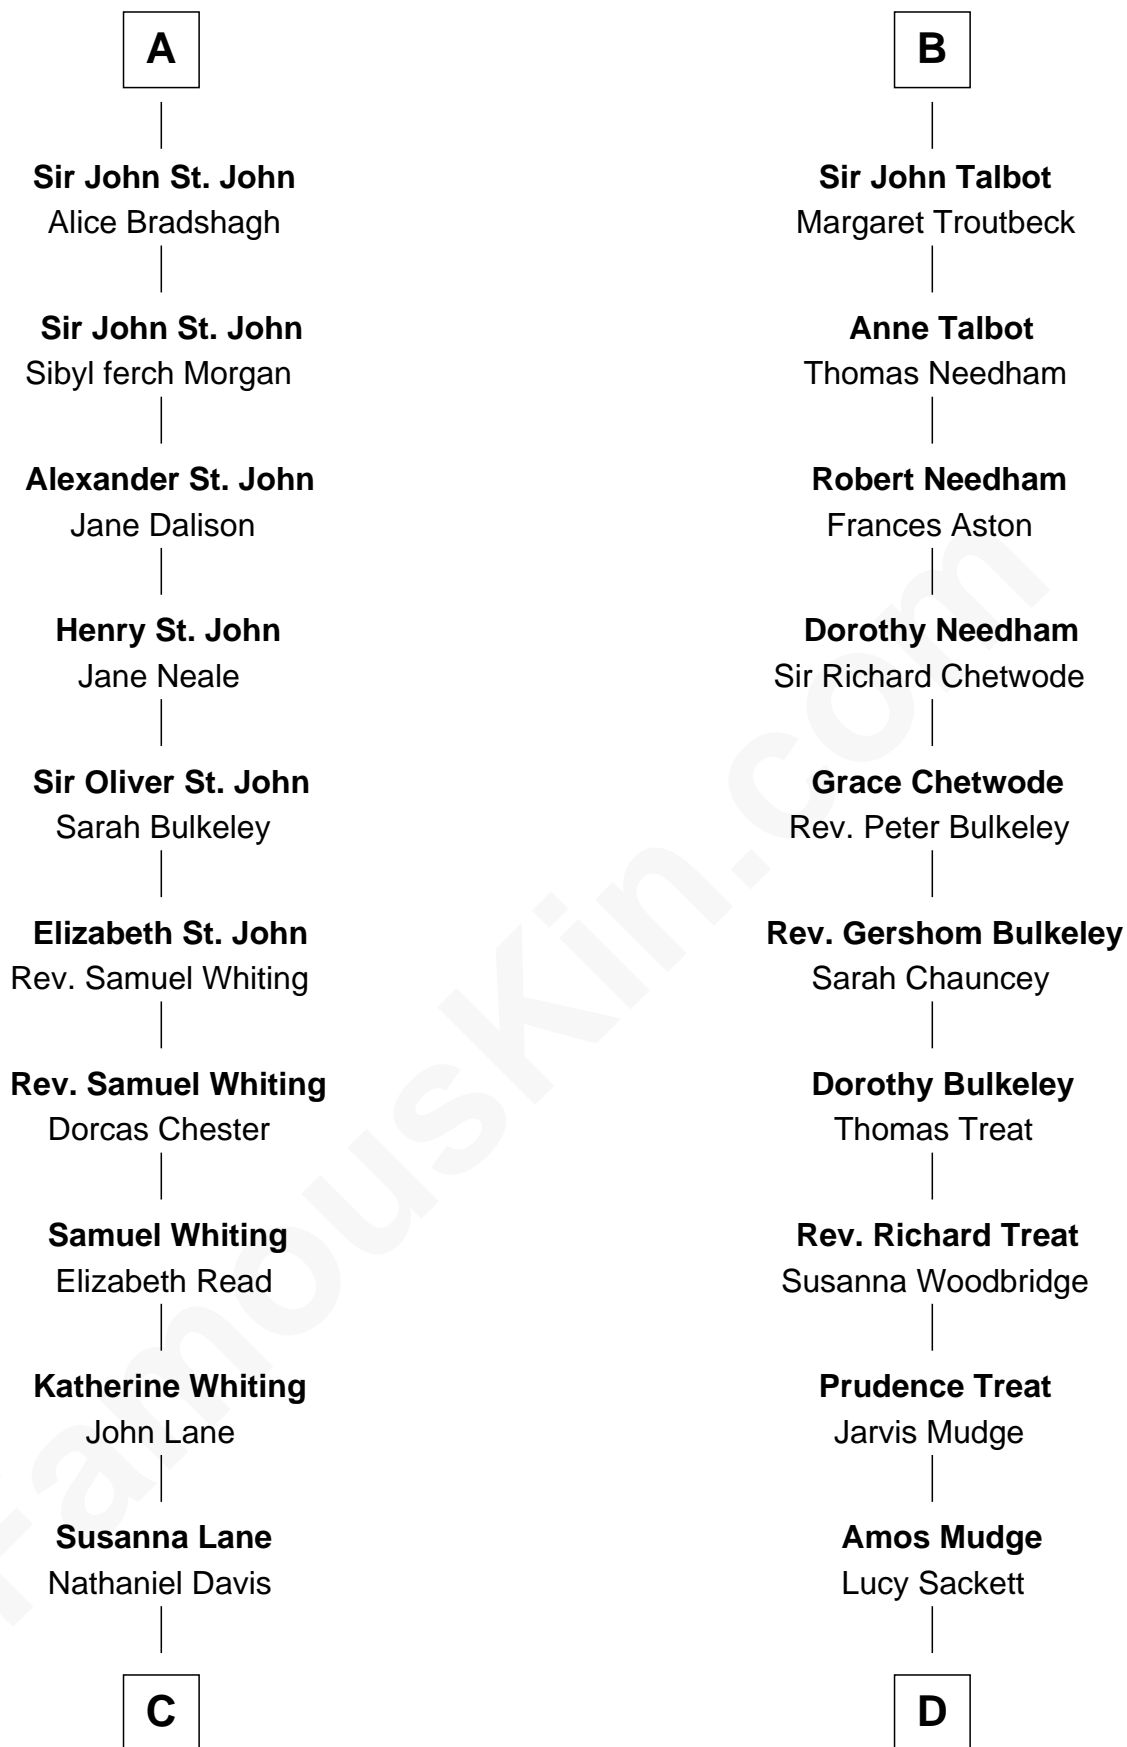 A
Sir John St. John
Alice Bradshagh
Sir John St. John
Sibyl ferch Morgan
Alexander St. John
Jane Dalison
Henry St. John
Jane Neale
Sir Oliver St. John
Sarah Bulkeley
Elizabeth St. John
Rev. Samuel Whiting
Rev. Samuel Whiting
Dorcas Chester
Samuel Whiting
Elizabeth Read
Katherine Whiting
John Lane
Susanna Lane
Nathaniel Davis
C
B
Sir John Talbot
Margaret Troutbeck
Anne Talbot
Thomas Needham
Robert Needham
Frances Aston
Dorothy Needham
Sir Richard Chetwode
Grace Chetwode
Rev. Peter Bulkeley
Rev. Gershom Bulkeley
Sarah Chauncey
Dorothy Bulkeley
Thomas Treat
Rev. Richard Treat
Susanna Woodbridge
Prudence Treat
Jarvis Mudge
Amos Mudge
Lucy Sackett
D
FamousKin.com